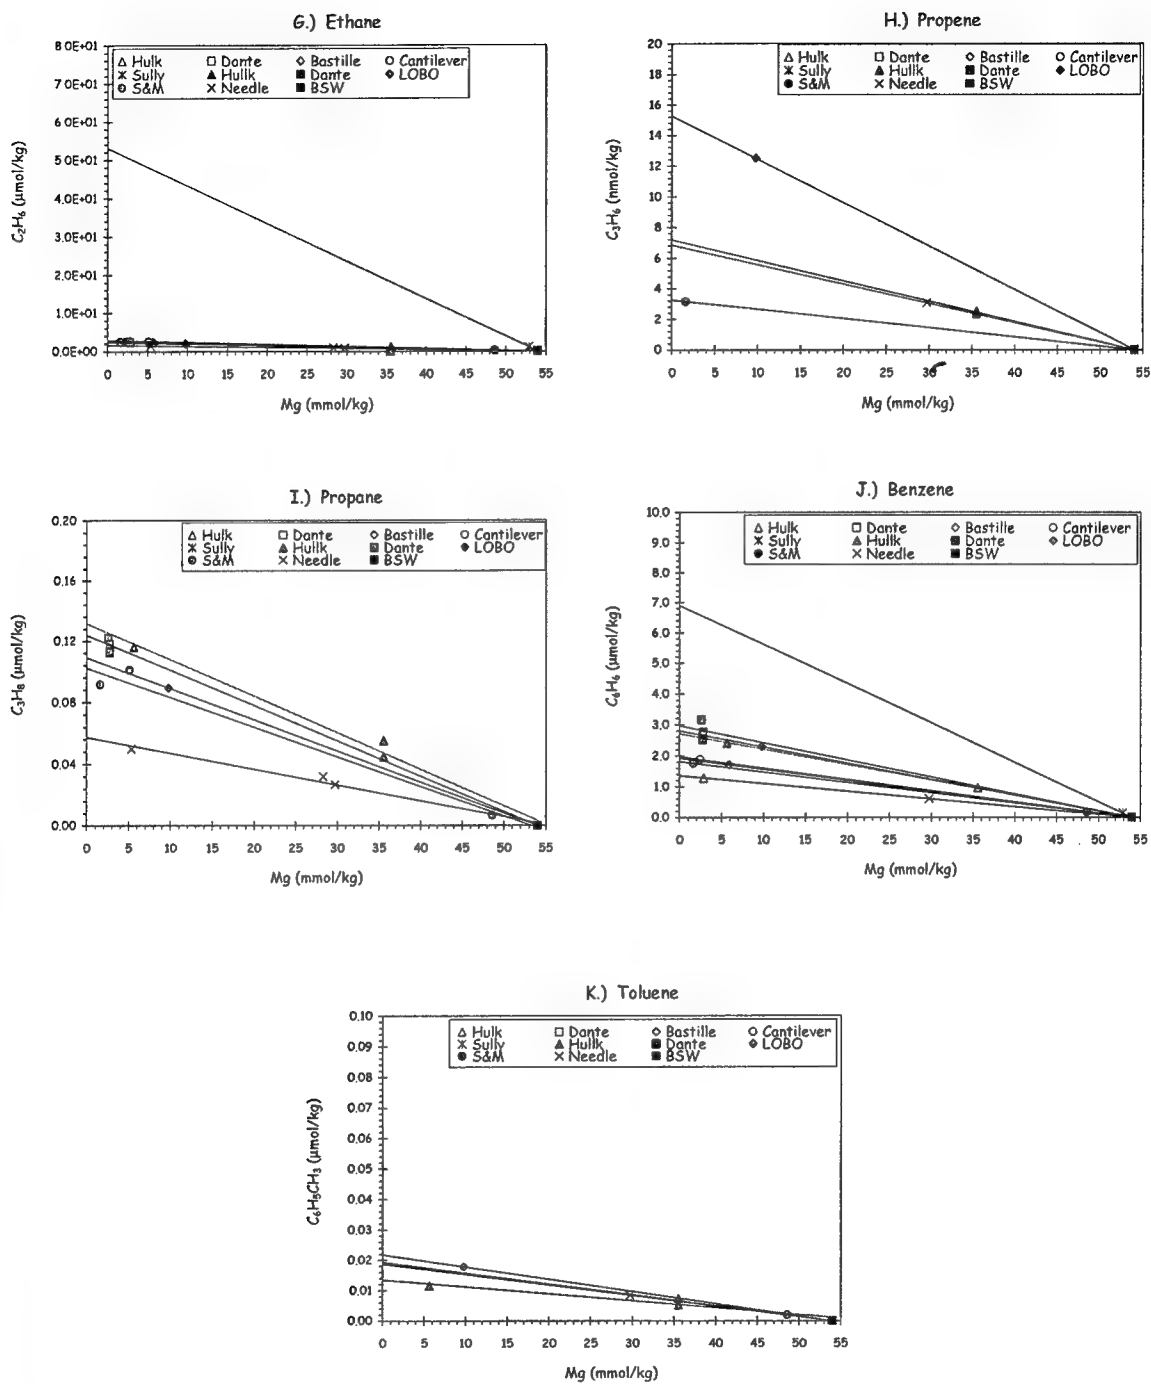 G.) Ethane
C₂H₆ (µmol/kg)
8.0E+01
7.0E+01
6.0E+01
5.0E+01
4.0E+01
3.0E+01
2.0E+01
1.0E+01
0.0E+00
Hulk Dante Bastille Cantilever
Sully Hullk Dante LOBO
S&M Needle BSW
0 5 10 15 20 25 30 35 40 45 50 55
Mg (mmol/kg)
H.) Propene
C₃H₆ (nmol/kg)
20
18
16
14
12
10
8
6
4
2
0
Hulk Dante Bastille Cantilever
Sully Hullk Dante LOBO
S&M Needle BSW
0 5 10 15 20 25 30 35 40 45 50 55
Mg (mmol/kg)
I.) Propane
C₃H₈ (µmol/kg)
0.20
0.16
0.12
0.08
0.04
0.00
Hulk Dante Bastille Cantilever
Sully Hullk Dante LOBO
S&M Needle BSW
0 5 10 15 20 25 30 35 40 45 50 55
Mg (mmol/kg)
J.) Benzene
C₆H₆ (µmol/kg)
10.0
9.0
8.0
7.0
6.0
5.0
4.0
3.0
2.0
1.0
0.0
Hulk Dante Bastille Cantilever
Sully Hullk Dante LOBO
S&M Needle BSW
0 5 10 15 20 25 30 35 40 45 50 55
Mg (mmol/kg)
K.) Toluene
C₆H₅CH₃ (µmol/kg)
0.10
0.09
0.08
0.07
0.06
0.05
0.04
0.03
0.02
0.01
0.00
Hulk Dante Bastille Cantilever
Sully Hullk Dante LOBO
S&M Needle BSW
0 5 10 15 20 25 30 35 40 45 50 55
Mg (mmol/kg)